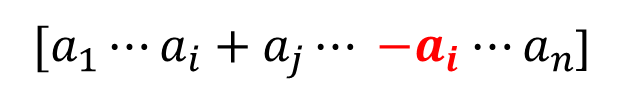 [a₁ ⋯ aᵢ + aⱼ ⋯ −aᵢ ⋯ aₙ]